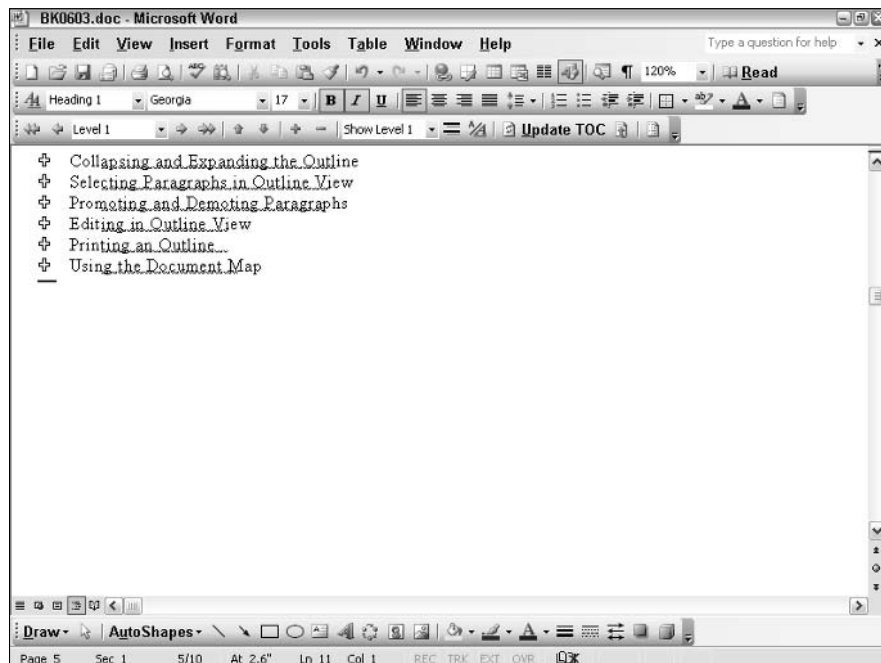 BK0603.doc - Microsoft Word
File Edit View Insert Format Tools Table Window Help Type a question for help
120% Read
Heading 1 Georgia 17 B I U
Level 1 Show Level 1 Update TOC
Collapsing and Expanding the Outline
Selecting Paragraphs in Outline View
Promoting and Demoting Paragraphs
Editing in Outline View
Printing an Outline
Using the Document Map
Draw AutoShapes
Page 5 Sec 1 5/10 At 2.6" Ln 11 Col 1 REC TRK EXT OVR